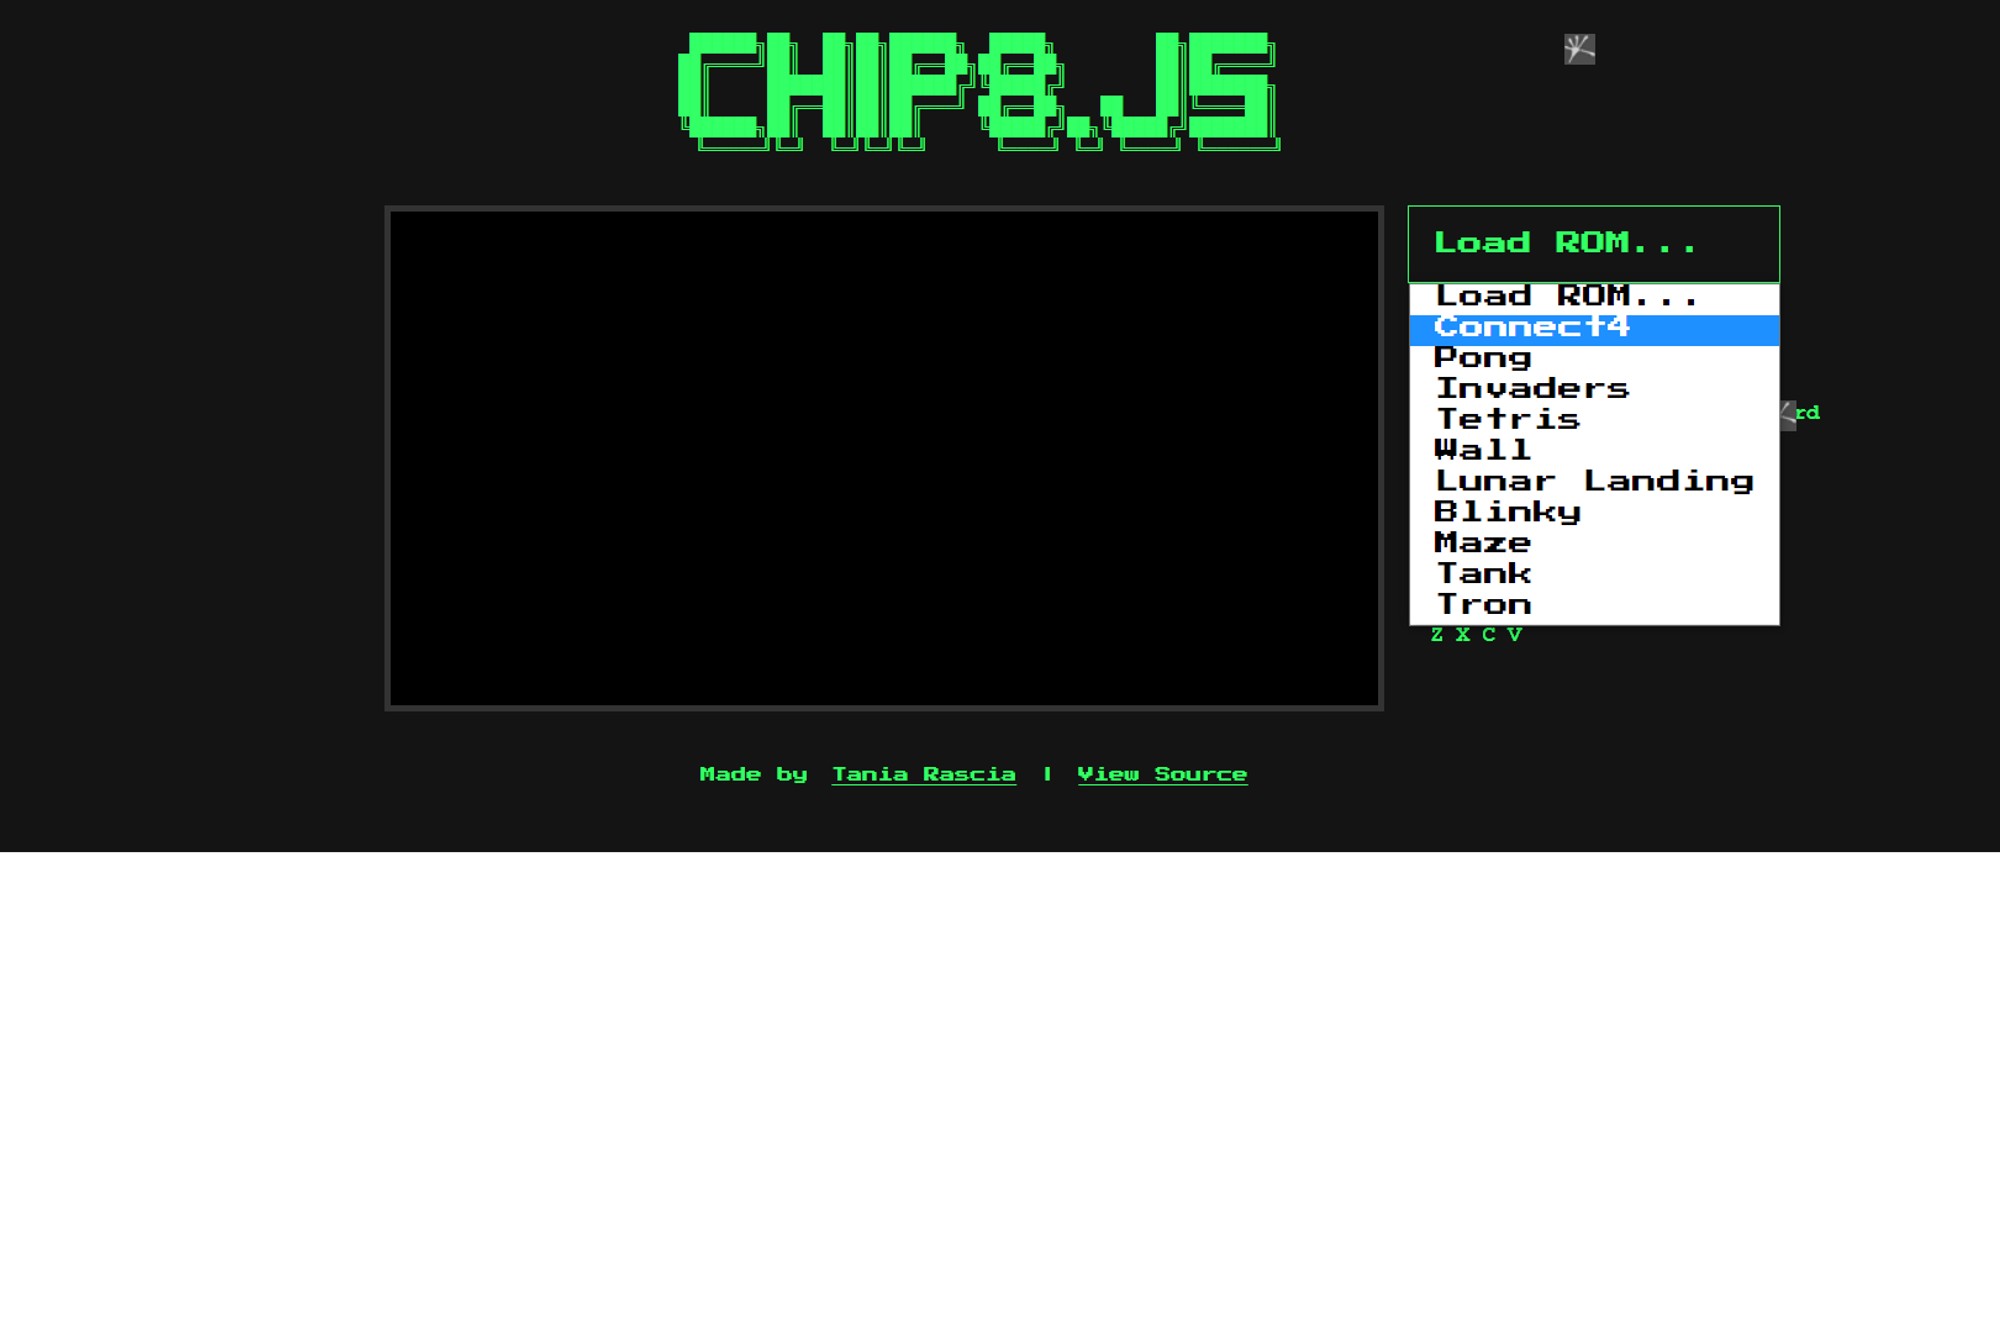 CHIP8.JS
Load ROM...
Load ROM...
Connect4
Pong
Invaders
Tetris
Wall
Lunar Landing
Blinky
Maze
Tank
Tron
Z X C V
Made by Tania Rascia | View Source